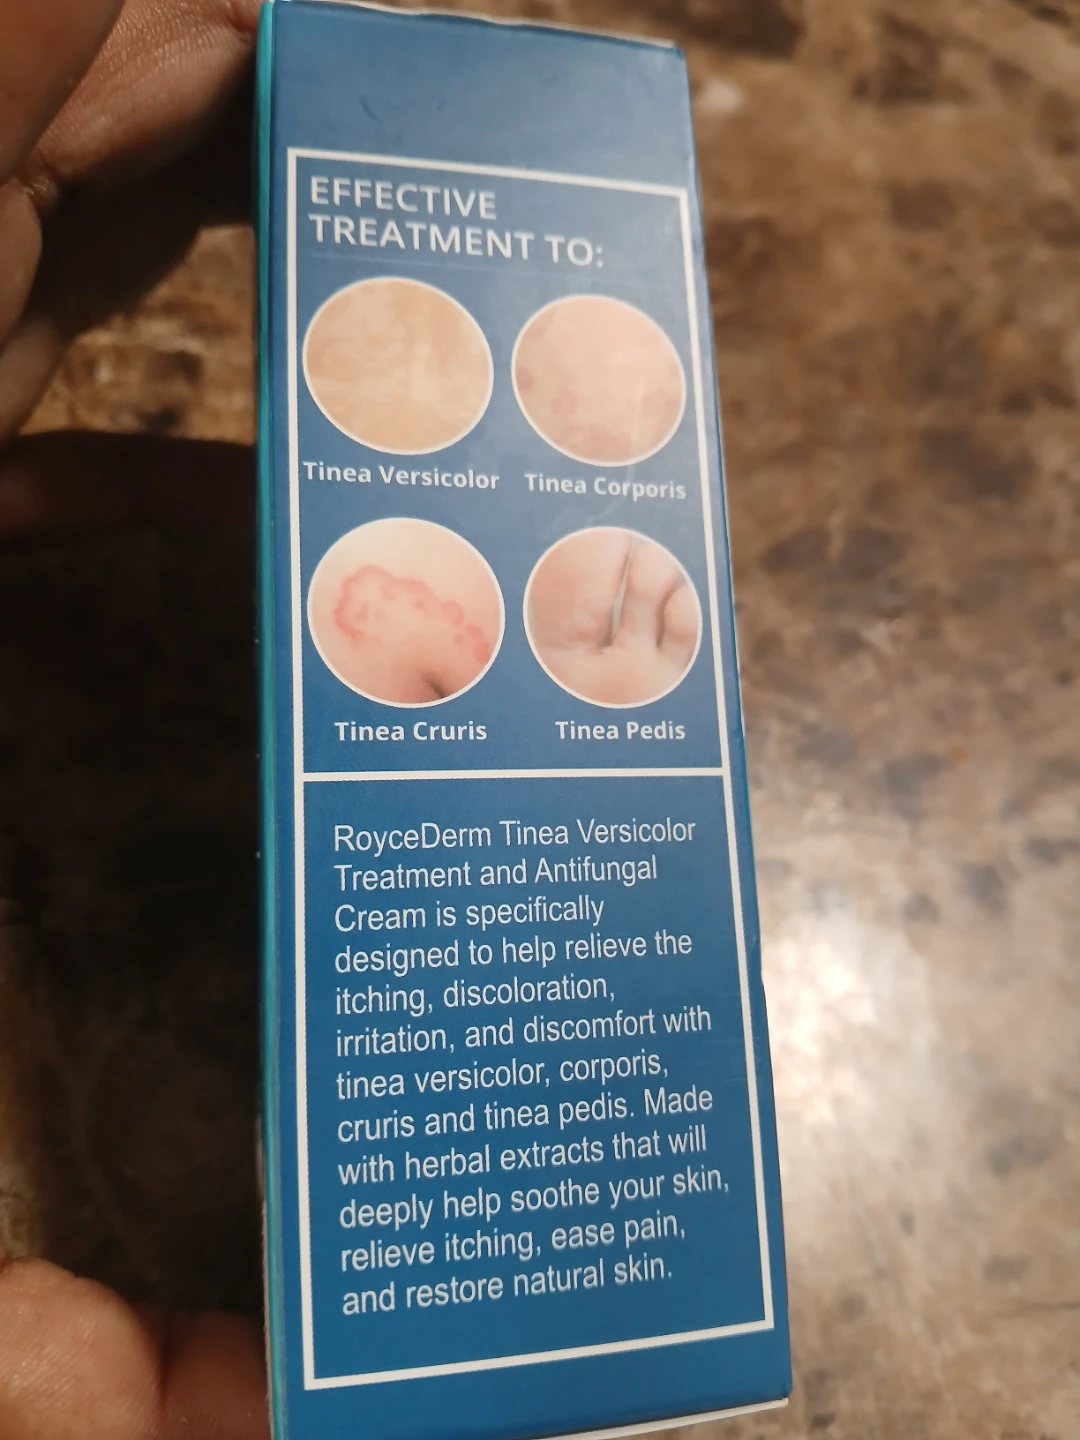 EFFECTIVE
TREATMENT TO:
Tinea Versicolor
Tinea Corporis
Tinea Cruris
Tinea Pedis
RoyceDerm Tinea Versicolor
Treatment and Antifungal
Cream is specifically
designed to help relieve the
itching, discoloration,
irritation, and discomfort with
tinea versicolor, corporis,
cruris and tinea pedis. Made
with herbal extracts that will
deeply help soothe your skin,
relieve itching, ease pain,
and restore natural skin.